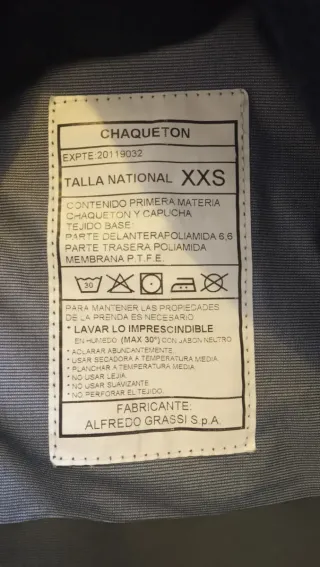 CHAQUETON
EXPTE:20119032
TALLA NATIONAL XXS
CONTENIDO PRIMERA MATERIA
CHAQUETON Y CAPUCHA
TEJIDO BASE:
PARTE DELANTERAFOLIAMIDA 6,6
PARTE TRASERA POLIAMIDA
MEMBRANA P.T.F.E.
30
PARA MANTENER LAS PROPIEDADES
DE LA PRENDA ES NECESARIO:
* LAVAR LO IMPRESCINDIBLE
EN HUMEDO (MAX 30º) CON JABON NEUTRO
* ACLARAR ABUNDANTEMENTE.
* USAR SECADORA A TEMPERATURA MEDIA
* PLANCHAR A TEMPERATURA MEDIA
* NO USAR LEJIA.
* NO USAR SUAVIZANTE
* NO PERFORAR EL TEJIDO.
FABRICANTE:
ALFREDO GRASSI S.p.A.